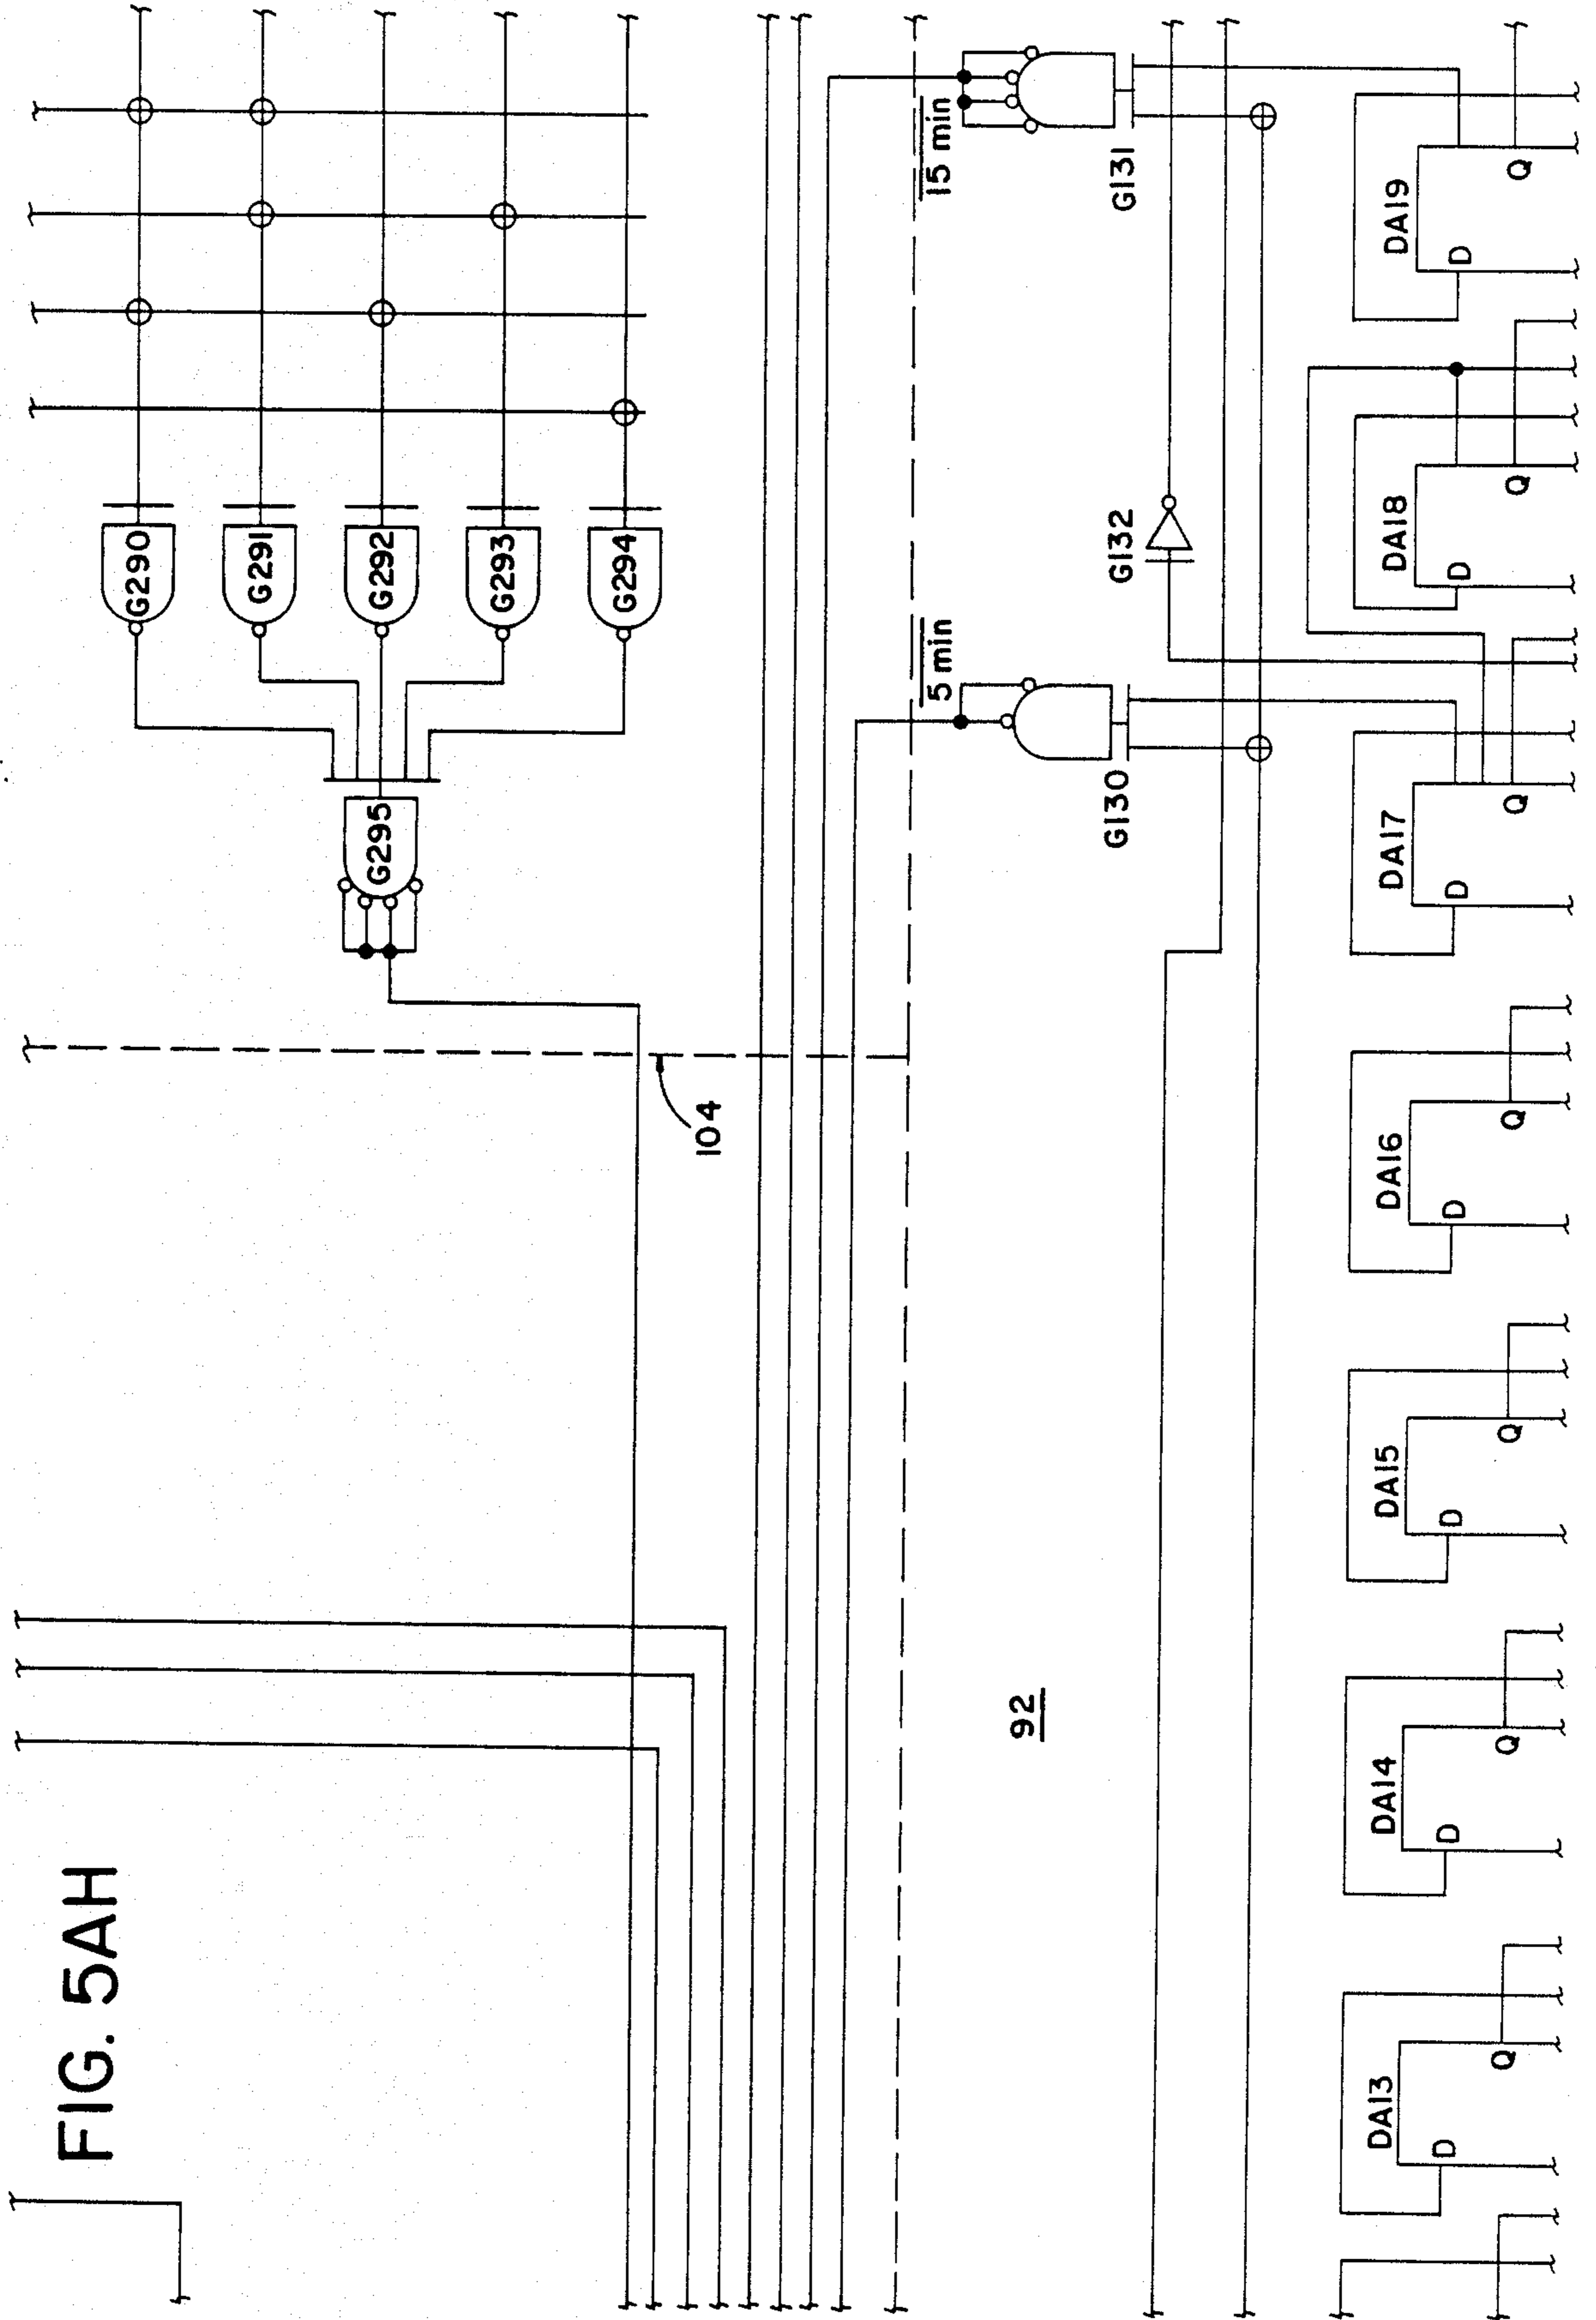 FIG. 5AH
G290
G291
G292
G293
G294
G295
104
5 min
15 min
G130
G131
G132
92
DA13
D
Q
DA14
D
Q
DA15
D
Q
DA16
D
Q
DA17
D
Q
DA18
D
Q
DA19
D
Q